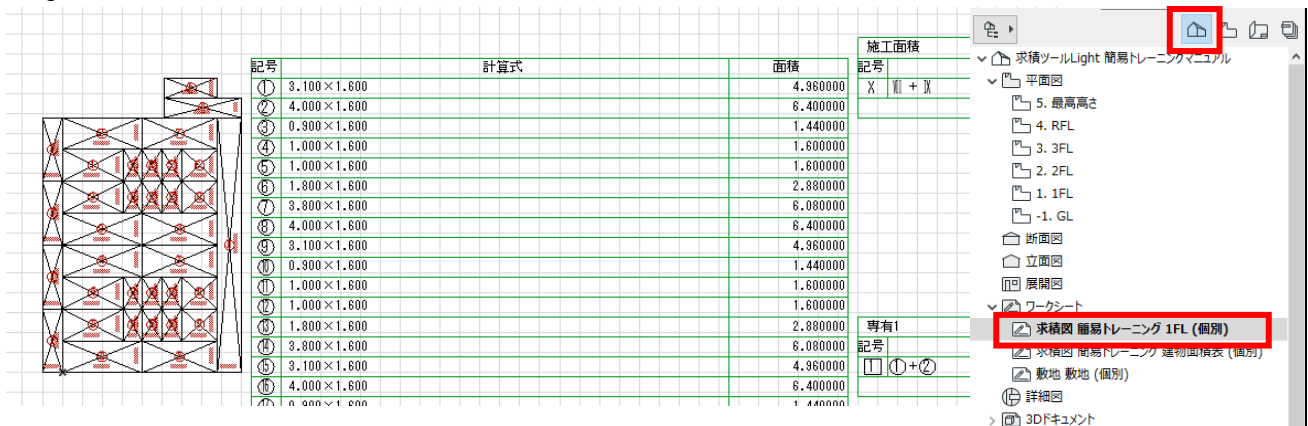 記号 計算式 面積
① 3.100×1.600 4.960000
② 4.000×1.600 6.400000
③ 0.900×1.600 1.440000
④ 1.000×1.600 1.600000
⑤ 1.000×1.600 1.600000
⑥ 1.800×1.600 2.880000
⑦ 3.800×1.600 6.080000
⑧ 4.000×1.600 6.400000
⑨ 3.100×1.600 4.960000
⑩ 0.900×1.600 1.440000
⑪ 1.000×1.600 1.600000
⑫ 1.000×1.600 1.600000
⑬ 1.800×1.600 2.880000
⑭ 3.800×1.600 6.080000
⑮ 3.100×1.600 4.960000
⑯ 4.000×1.600 6.400000
⑰ 0.900×1.600 1.440000
施工面積
記号
専有1
記号
1 ①+②
求積ツールLight 簡易トレーニングマニュアル
平面図
5. 最高高さ
4. RFL
3. 3FL
2. 2FL
1. 1FL
-1. GL
断面図
立面図
展開図
ワークシート
求積図 簡易トレーニング 1FL (個別)
求積図 簡易トレーニング 建物面積表 (個別)
敷地 敷地 (個別)
詳細図
3Dドキュメント